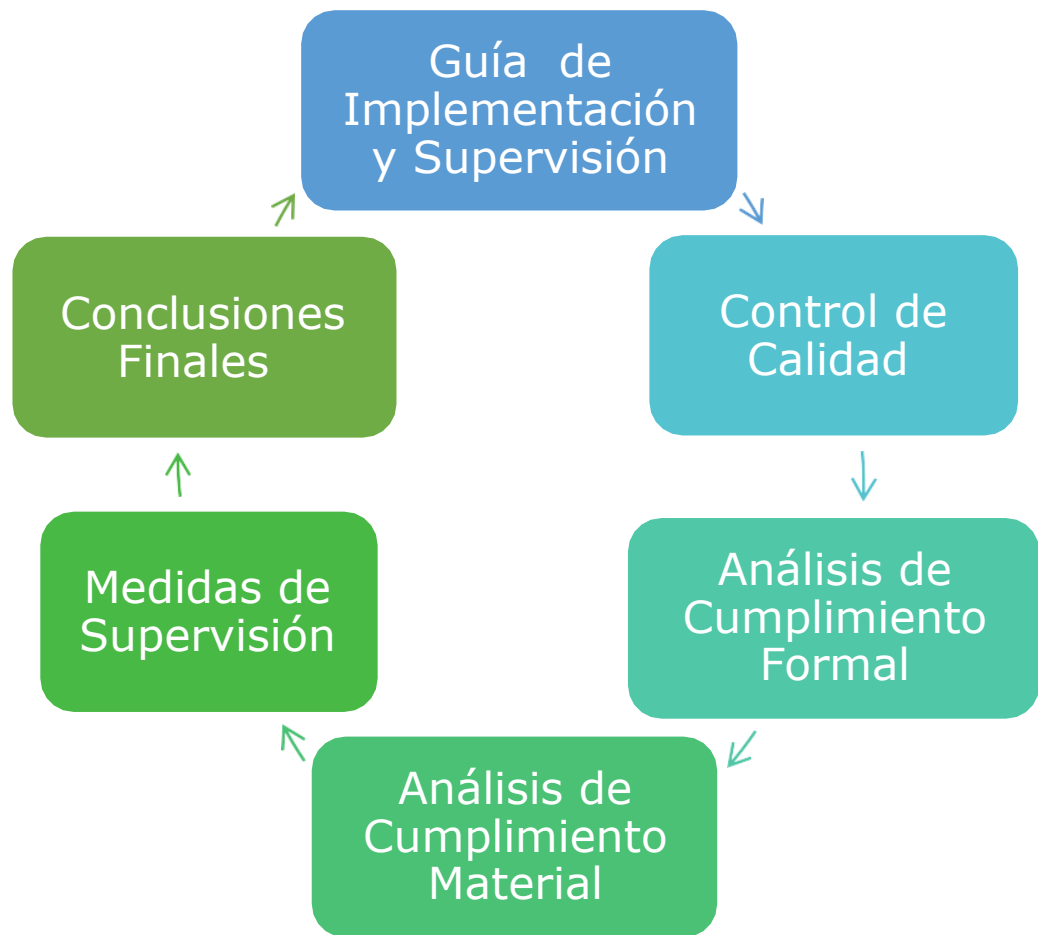 Guía  de
Implementación
y Supervisión
Control de
Calidad
Análisis de
Cumplimiento
Formal
Análisis de
Cumplimiento
Material
Medidas de
Supervisión
Conclusiones
Finales